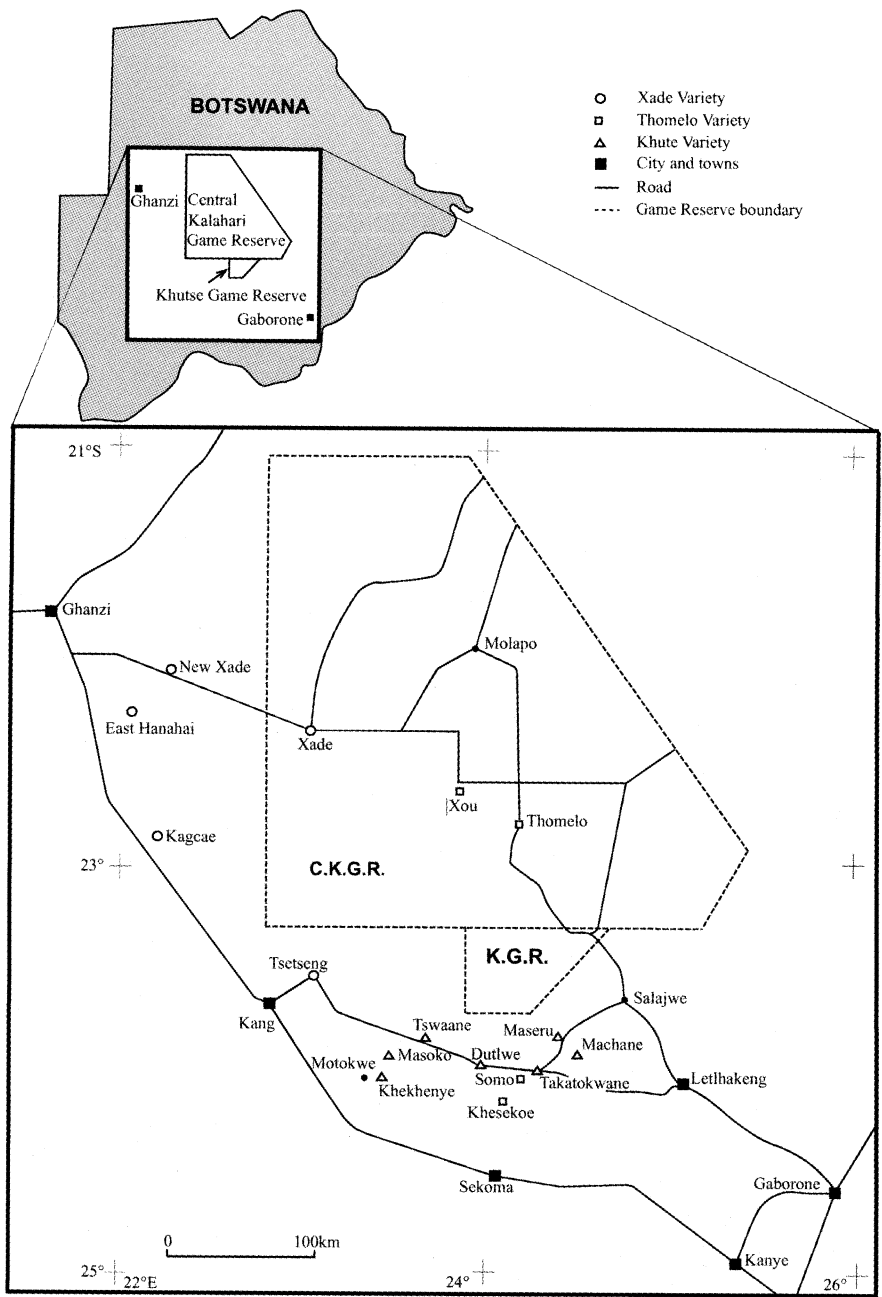 BOTSWANA
Ghanzi
Central
Kalahari
Game Reserve
Khutse Game Reserve
Gaborone
Xade Variety
Thomelo Variety
Khute Variety
City and towns
Road
Game Reserve boundary
21°S
Ghanzi
Molapo
New Xade
East Hanahai
Xade
|Xou
Thomelo
Kagcae
23°
C.K.G.R.
K.G.R.
Tsetseng
Kang
Salajwe
Tswaane
Maseru
Masoko
Dutlwe
Machane
Motokwe
Khekhenye
Somo
Takatokwane
Letlhakeng
Khesekoe
Sekoma
Gaborone
0
100km
Kanye
25°
22°E
24°
26°